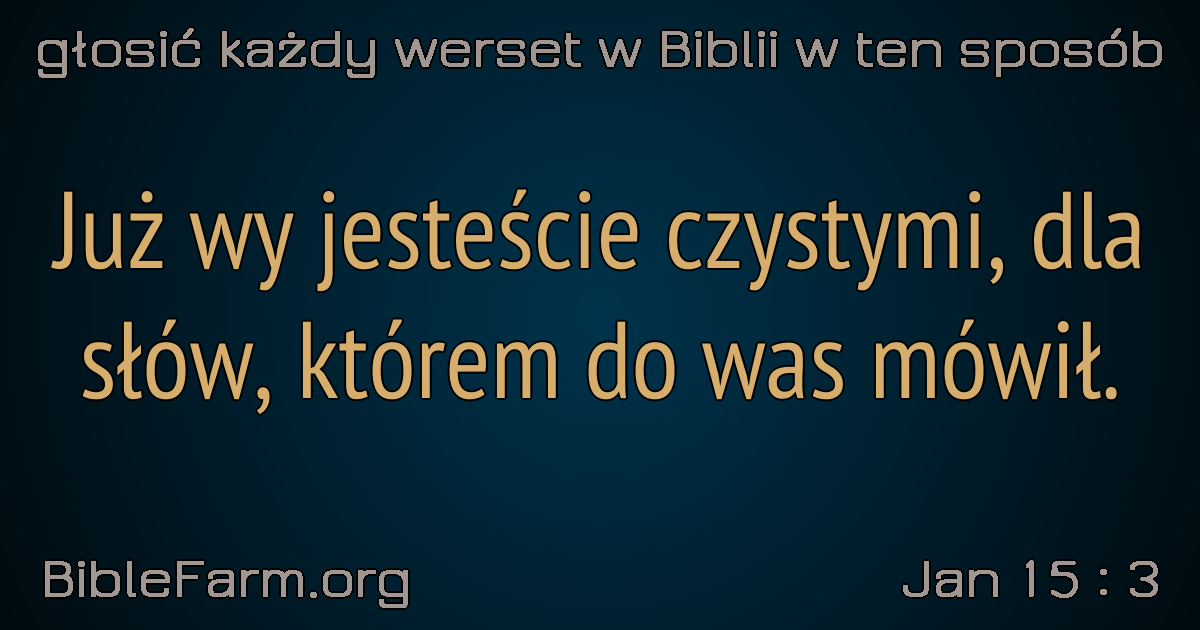 głosić każdy werset w Biblii w ten sposób
Już wy jesteście czystymi, dla
słów, którem do was mówił.
BibleFarm.org
Jan 15 : 3